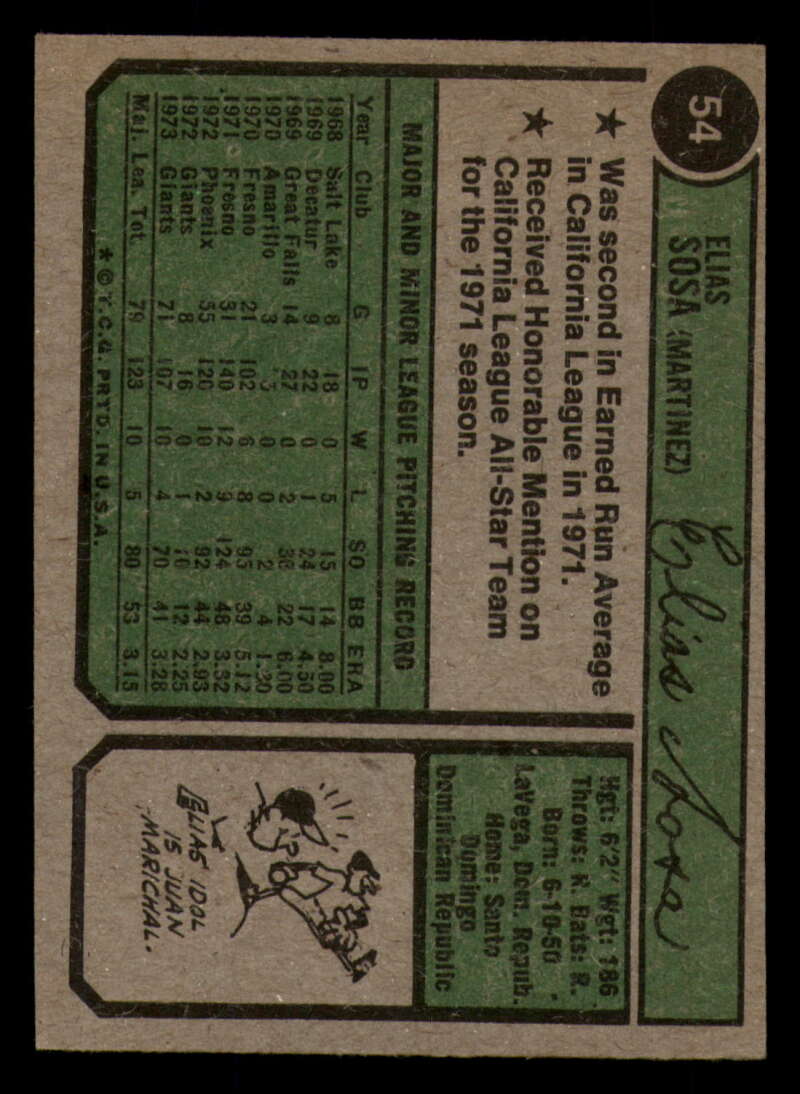 54
ELIAS
SOSA (MARTINEZ)
Elias Sosa
★ Was second in Earned Run Average
in California League in 1971.
★ Received Honorable Mention on
California League All-Star Team
for the 1971 season.
MAJOR AND MINOR LEAGUE PITCHING RECORD
Year Club G IP W L SO BB ERA
1968 Salt Lake 8 18 0 5 15 14 8.00
1969 Decatur 9 22 0 1 24 17 4.50
1969 Great Falls 14 27 0 2 30 22 6.00
1970 Amarillo 3 3 0 0 2 4
1970 Fresno 21 102 6 8 95 39 5.12
1971 Fresno 31 140 12 9 124 48 3.32
1972 Phoenix 55 120 10 2 92 44 2.93
1972 Giants 8 16 0 1 10 12 2.25
1973 Giants 71 107 10 4 70 41 3.28
Maj. Lea. Tot. 79 123 10 5 80 53 3.15
* © T.C.G. PRTD. IN U.S.A.
Hgt: 6'2" Wgt: 186
Throws: R. Bats: R.
Born: 6-10-50
LaVega, Dom. Repub.
Home: Santo
Domingo
Dominican Republic
ELIAS' IDOL
IS JUAN
MARICHAL.